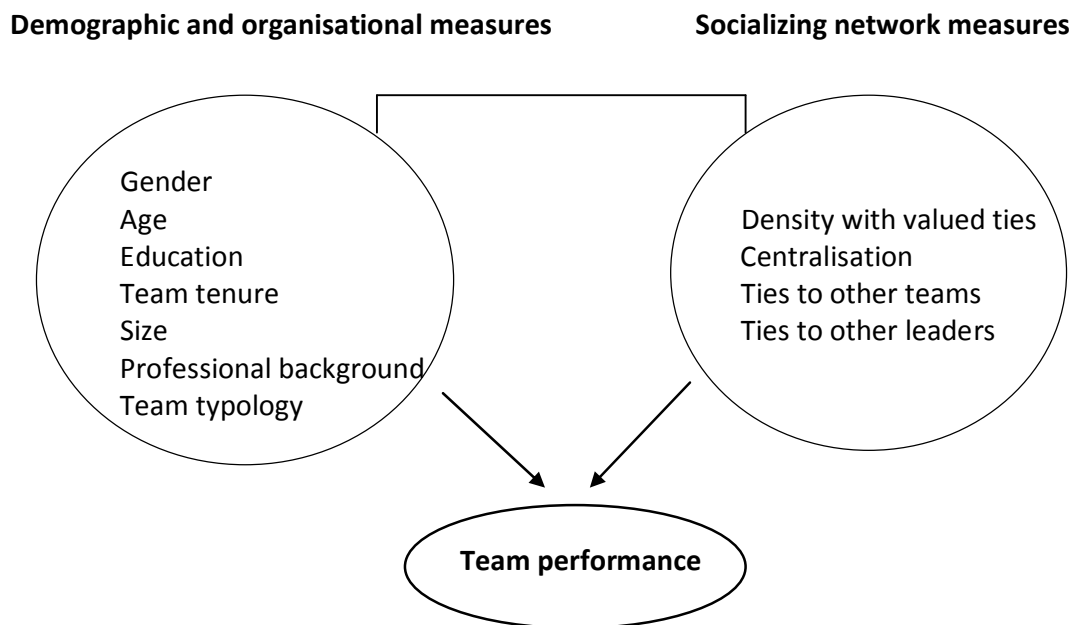 Demographic and organisational measures
Socializing network measures
Gender
Age
Education
Team tenure
Size
Professional background
Team typology
Density with valued ties
Centralisation
Ties to other teams
Ties to other leaders
Team performance